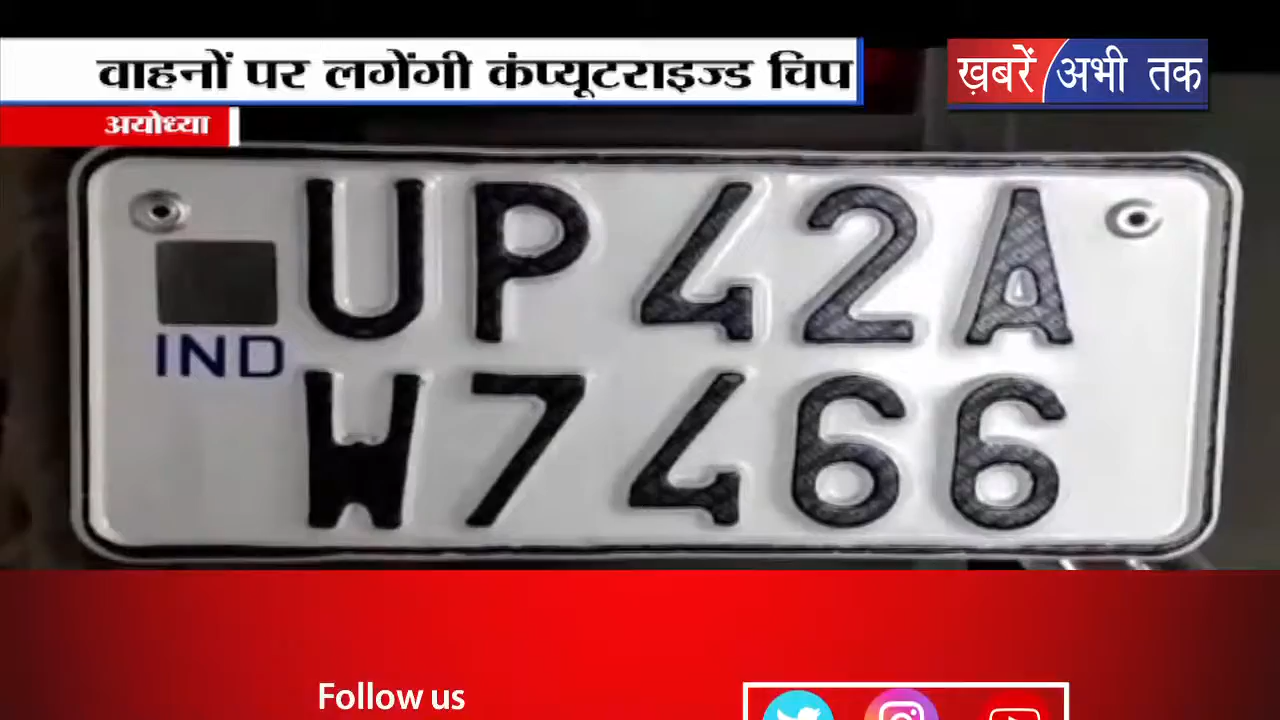 वाहनों पर लगेंगी कंप्यूटराइज्ड चिप
ख़बरें अभी तक
अयोध्या
UP42A
IND
W7466
Follow us